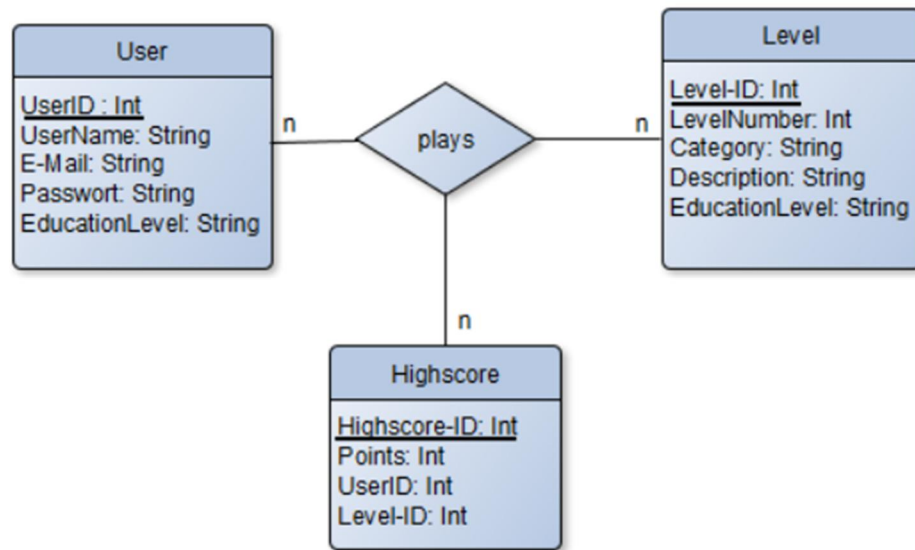 User
UserID : Int
UserName: String
E-Mail: String
Passwort: String
EducationLevel: String
n
plays
n
Level
Level-ID: Int
LevelNumber: Int
Category: String
Description: String
EducationLevel: String
n
Highscore
Highscore-ID: Int
Points: Int
UserID: Int
Level-ID: Int